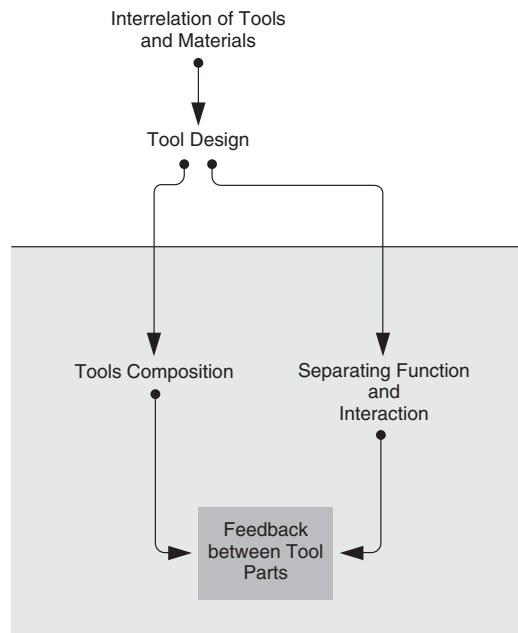 Interrelation of Tools
and Materials
Tool Design
Tools Composition
Separating Function
and
Interaction
Feedback
between Tool
Parts